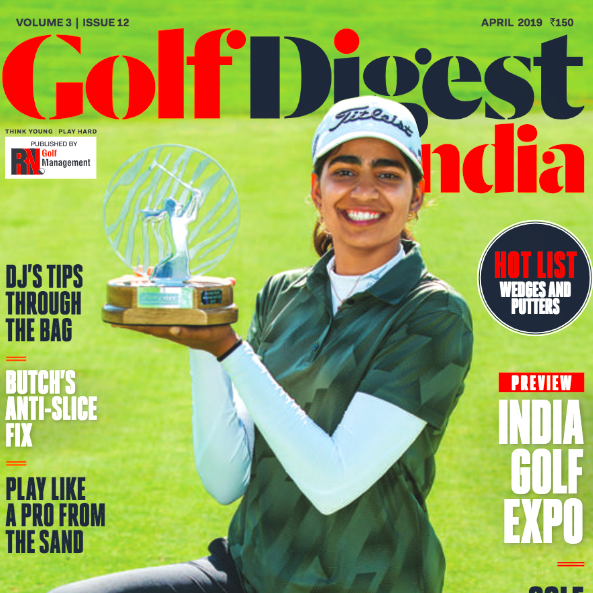 VOLUME 3 | ISSUE 12
APRIL 2019 ₹150
Golf Digest
India
THINK YOUNG PLAY HARD
PUBLISHED BY
RN Golf
Management
Titleist
DJ'S TIPS
THROUGH
THE BAG
BUTCH'S
ANTI-SLICE
FIX
PLAY LIKE
A PRO FROM
THE SAND
HOT LIST
WEDGES AND
PUTTERS
PREVIEW
INDIA
GOLF
EXPO
GOLF